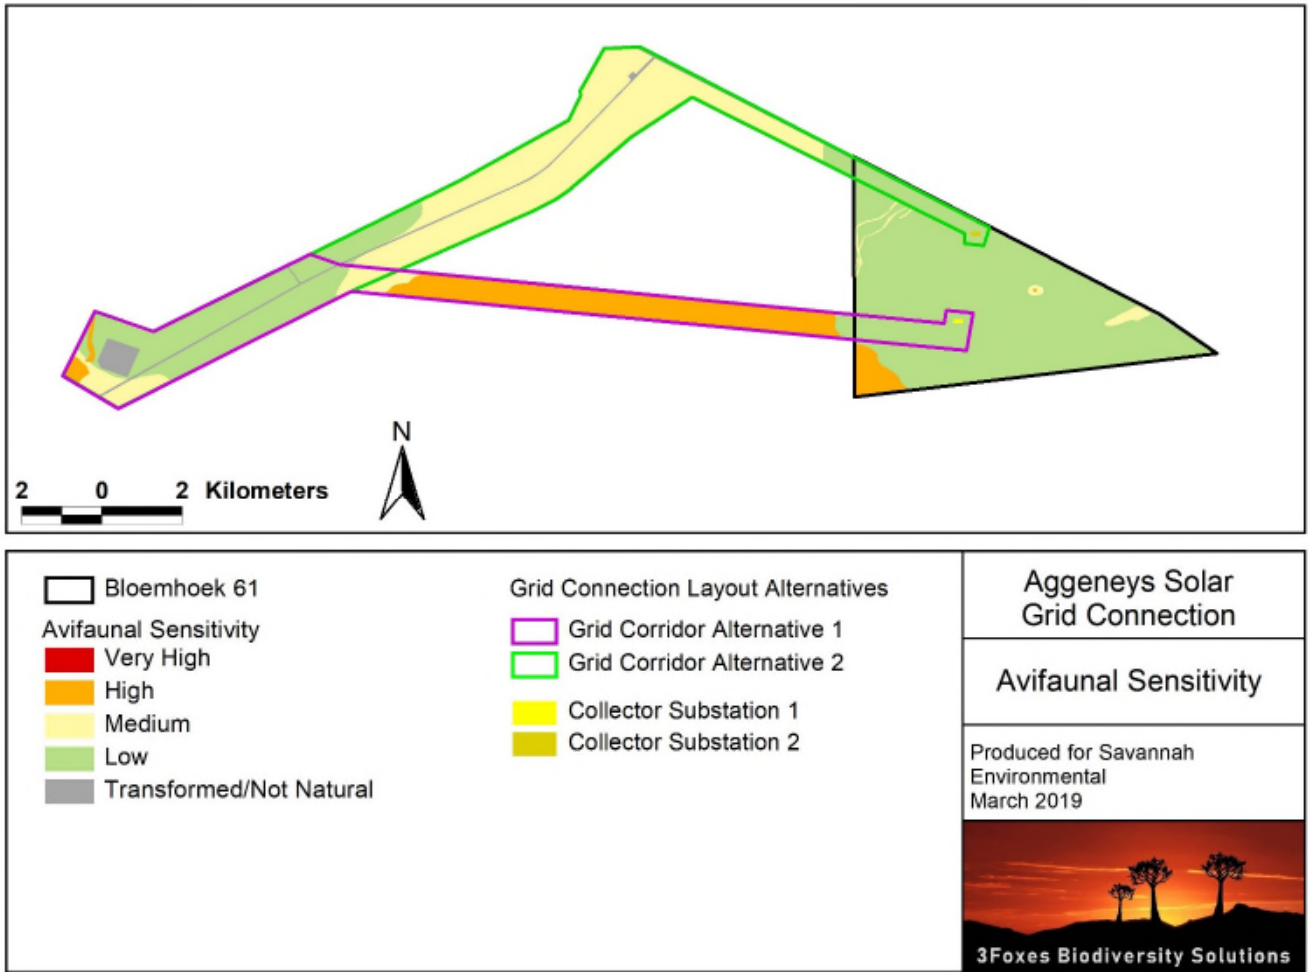 N
2 0 2 Kilometers
Bloemhoek 61
Avifaunal Sensitivity
Very High
High
Medium
Low
Transformed/Not Natural
Grid Connection Layout Alternatives
Grid Corridor Alternative 1
Grid Corridor Alternative 2
Collector Substation 1
Collector Substation 2
Aggeneys Solar
Grid Connection
Avifaunal Sensitivity
Produced for Savannah
Environmental
March 2019
3Foxes Biodiversity Solutions